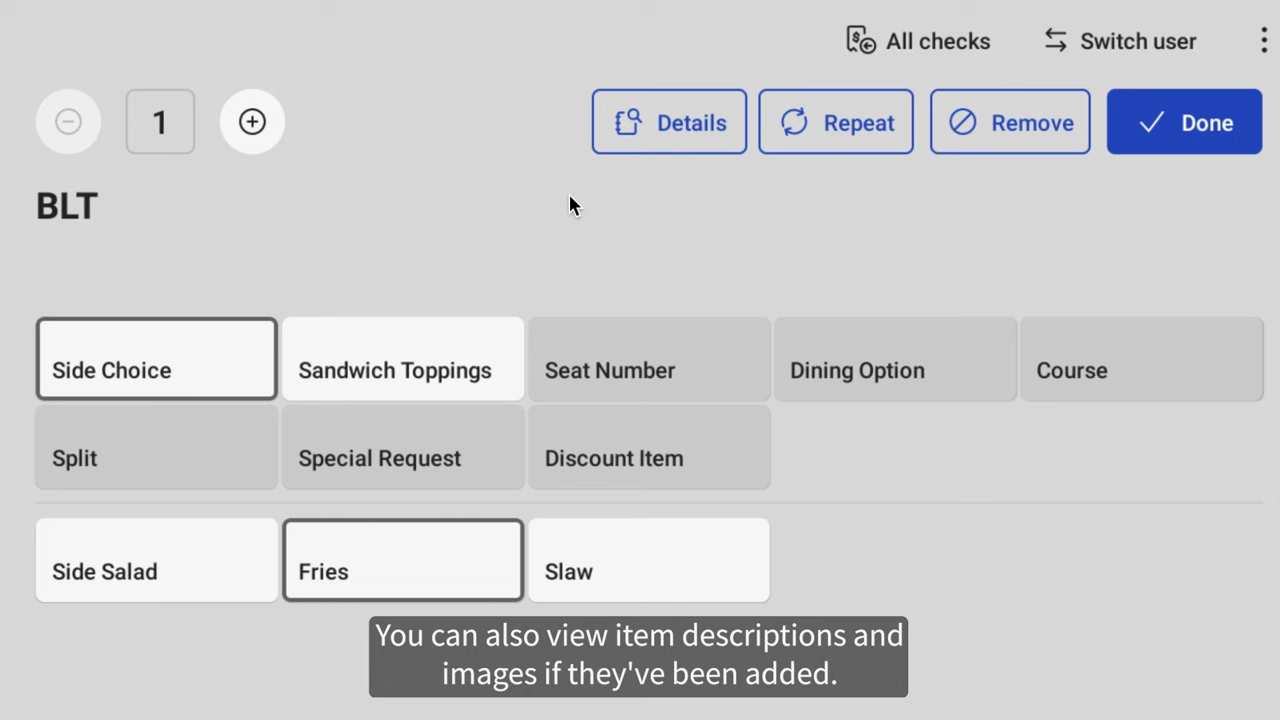 All checks
Switch user
1
Details
Repeat
Remove
Done
BLT
Side Choice
Sandwich Toppings
Seat Number
Dining Option
Course
Split
Special Request
Discount Item
Side Salad
Fries
Slaw
You can also view item descriptions and
images if they've been added.